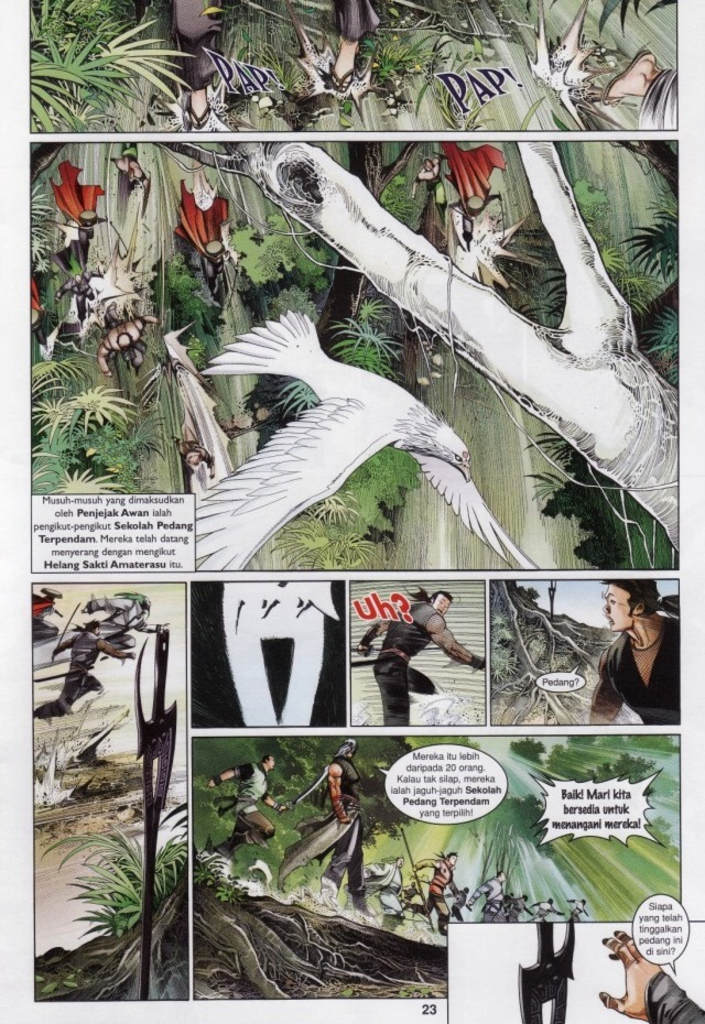 PAP!
PAP!
Musuh-musuh yang dimaksudkan
oleh Penjejak Awan ialah
pengikut-pengikut Sekolah Pedang
Terpendam. Mereka telah datang
menyerang dengan mengikut
Helang Sakti Amaterasu itu.
Uh?
Pedang?
Mereka itu lebih
daripada 20 orang.
Kalau tak silap, mereka
ialah jaguh-jaguh Sekolah
Pedang Terpendam
yang terpilih!
Baik! Mari kita
bersedia untuk
menangani mereka!
Siapa
yang telah
tinggalkan
pedang ini
di sini?
23